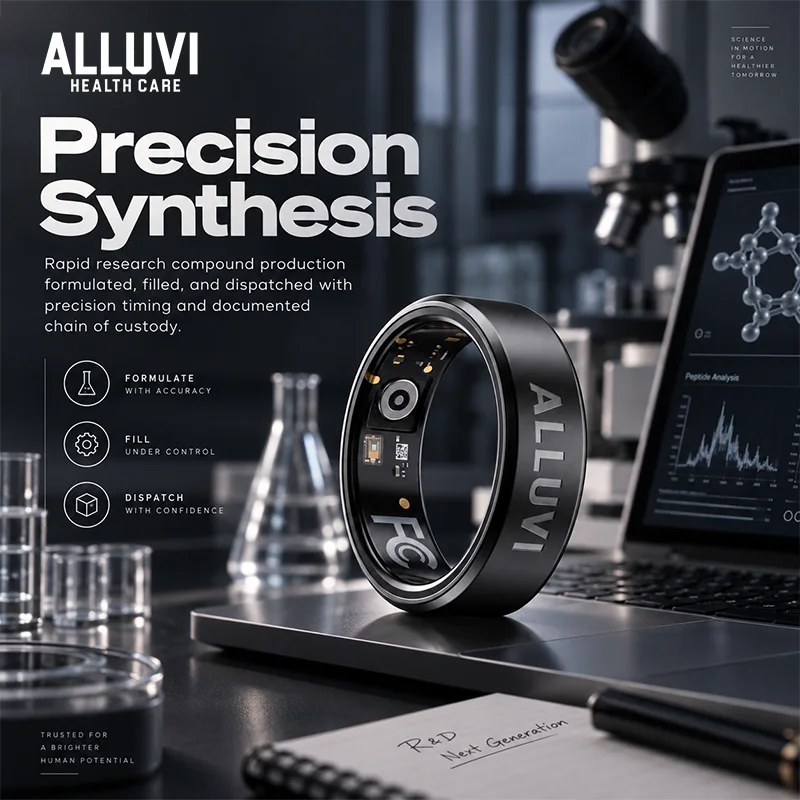 ALLUVI
HEALTH CARE
SCIENCE
IN MOTION
FOR A
HEALTHIER
TOMORROW
Precision
Synthesis
Rapid research compound production
formulated, filled, and dispatched with
precision timing and documented
chain of custody.
FORMULATE
WITH ACCURACY
FILL
UNDER CONTROL
DISPATCH
WITH CONFIDENCE
ALLUVI
FC
Peptide Analysis
R&D
Next Generation
TRUSTED FOR
A BRIGHTER
HUMAN POTENTIAL